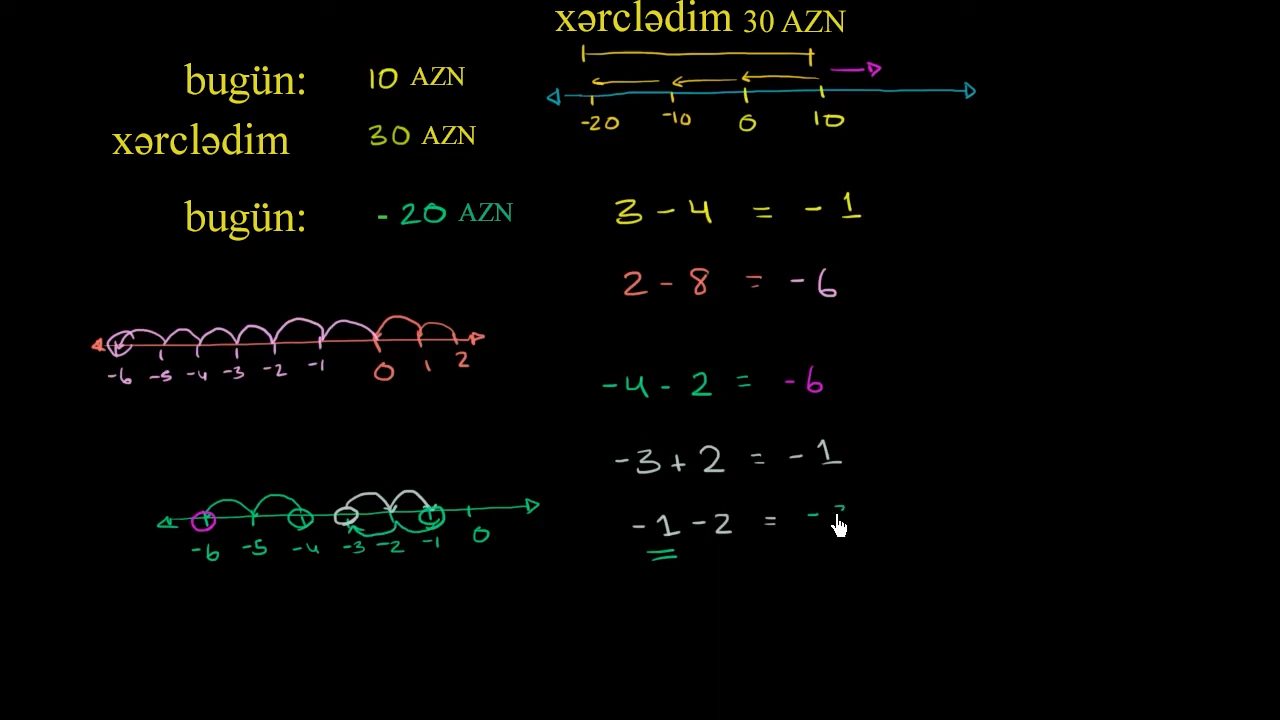 xərclədim 30 AZN
bugün: 10 AZN
-20 -10 0 10
xərclədim 30 AZN
bugün: - 20 AZN
3 - 4 = - 1
2 - 8 = - 6
-6 -5 -4 -3 -2 -1 0 1 2
-4 - 2 = - 6
-3 + 2 = - 1
-1 - 2 = -
-6 -5 -4 -3 -2 -1 0